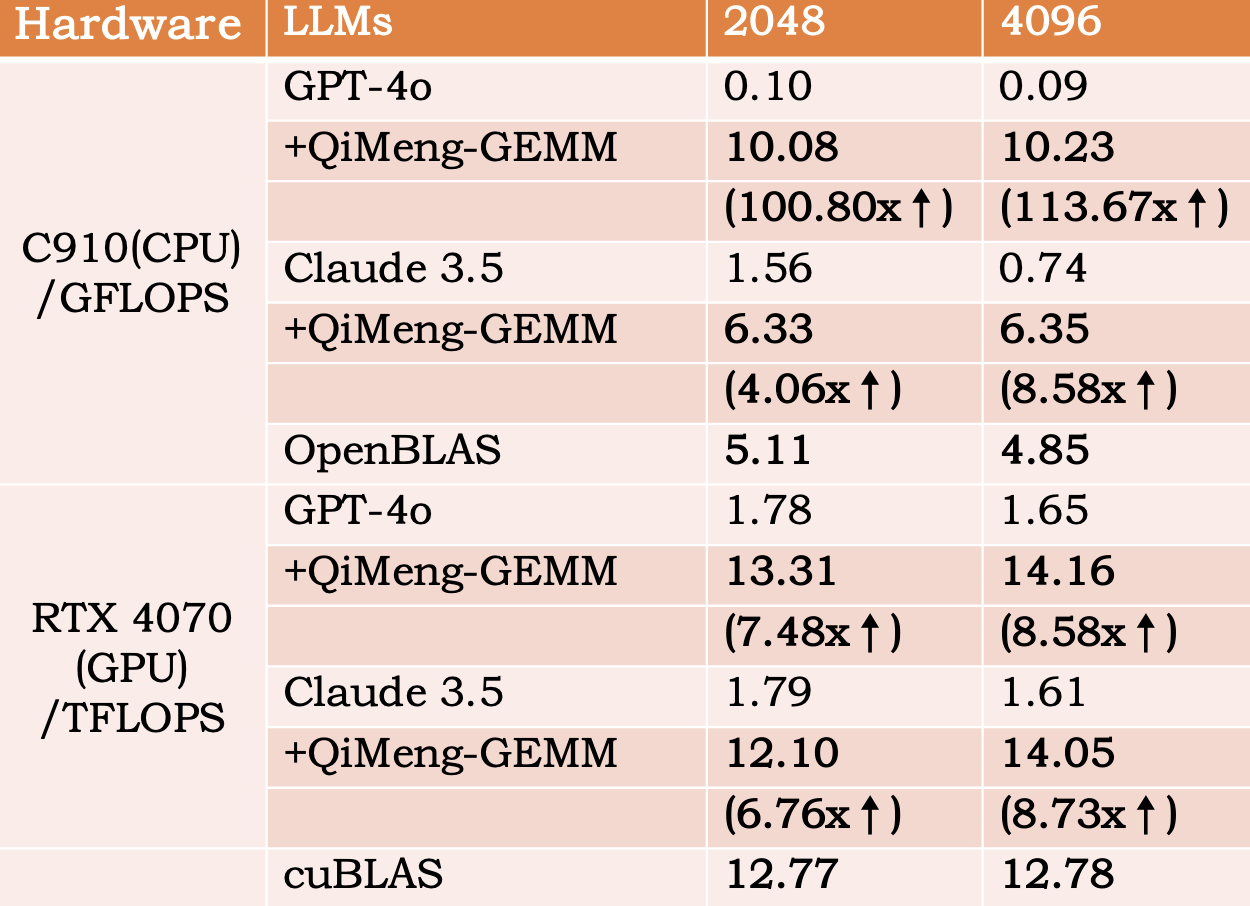 Hardware LLMs 2048 4096
GPT-4o 0.10 0.09
+QiMeng-GEMM 10.08 10.23
(100.80x↑) (113.67x↑)
C910(CPU)
/GFLOPS
Claude 3.5 1.56 0.74
+QiMeng-GEMM 6.33 6.35
(4.06x↑) (8.58x↑)
OpenBLAS 5.11 4.85
GPT-4o 1.78 1.65
+QiMeng-GEMM 13.31 14.16
(7.48x↑) (8.58x↑)
RTX 4070
(GPU)
/TFLOPS
Claude 3.5 1.79 1.61
+QiMeng-GEMM 12.10 14.05
(6.76x↑) (8.73x↑)
cuBLAS 12.77 12.78